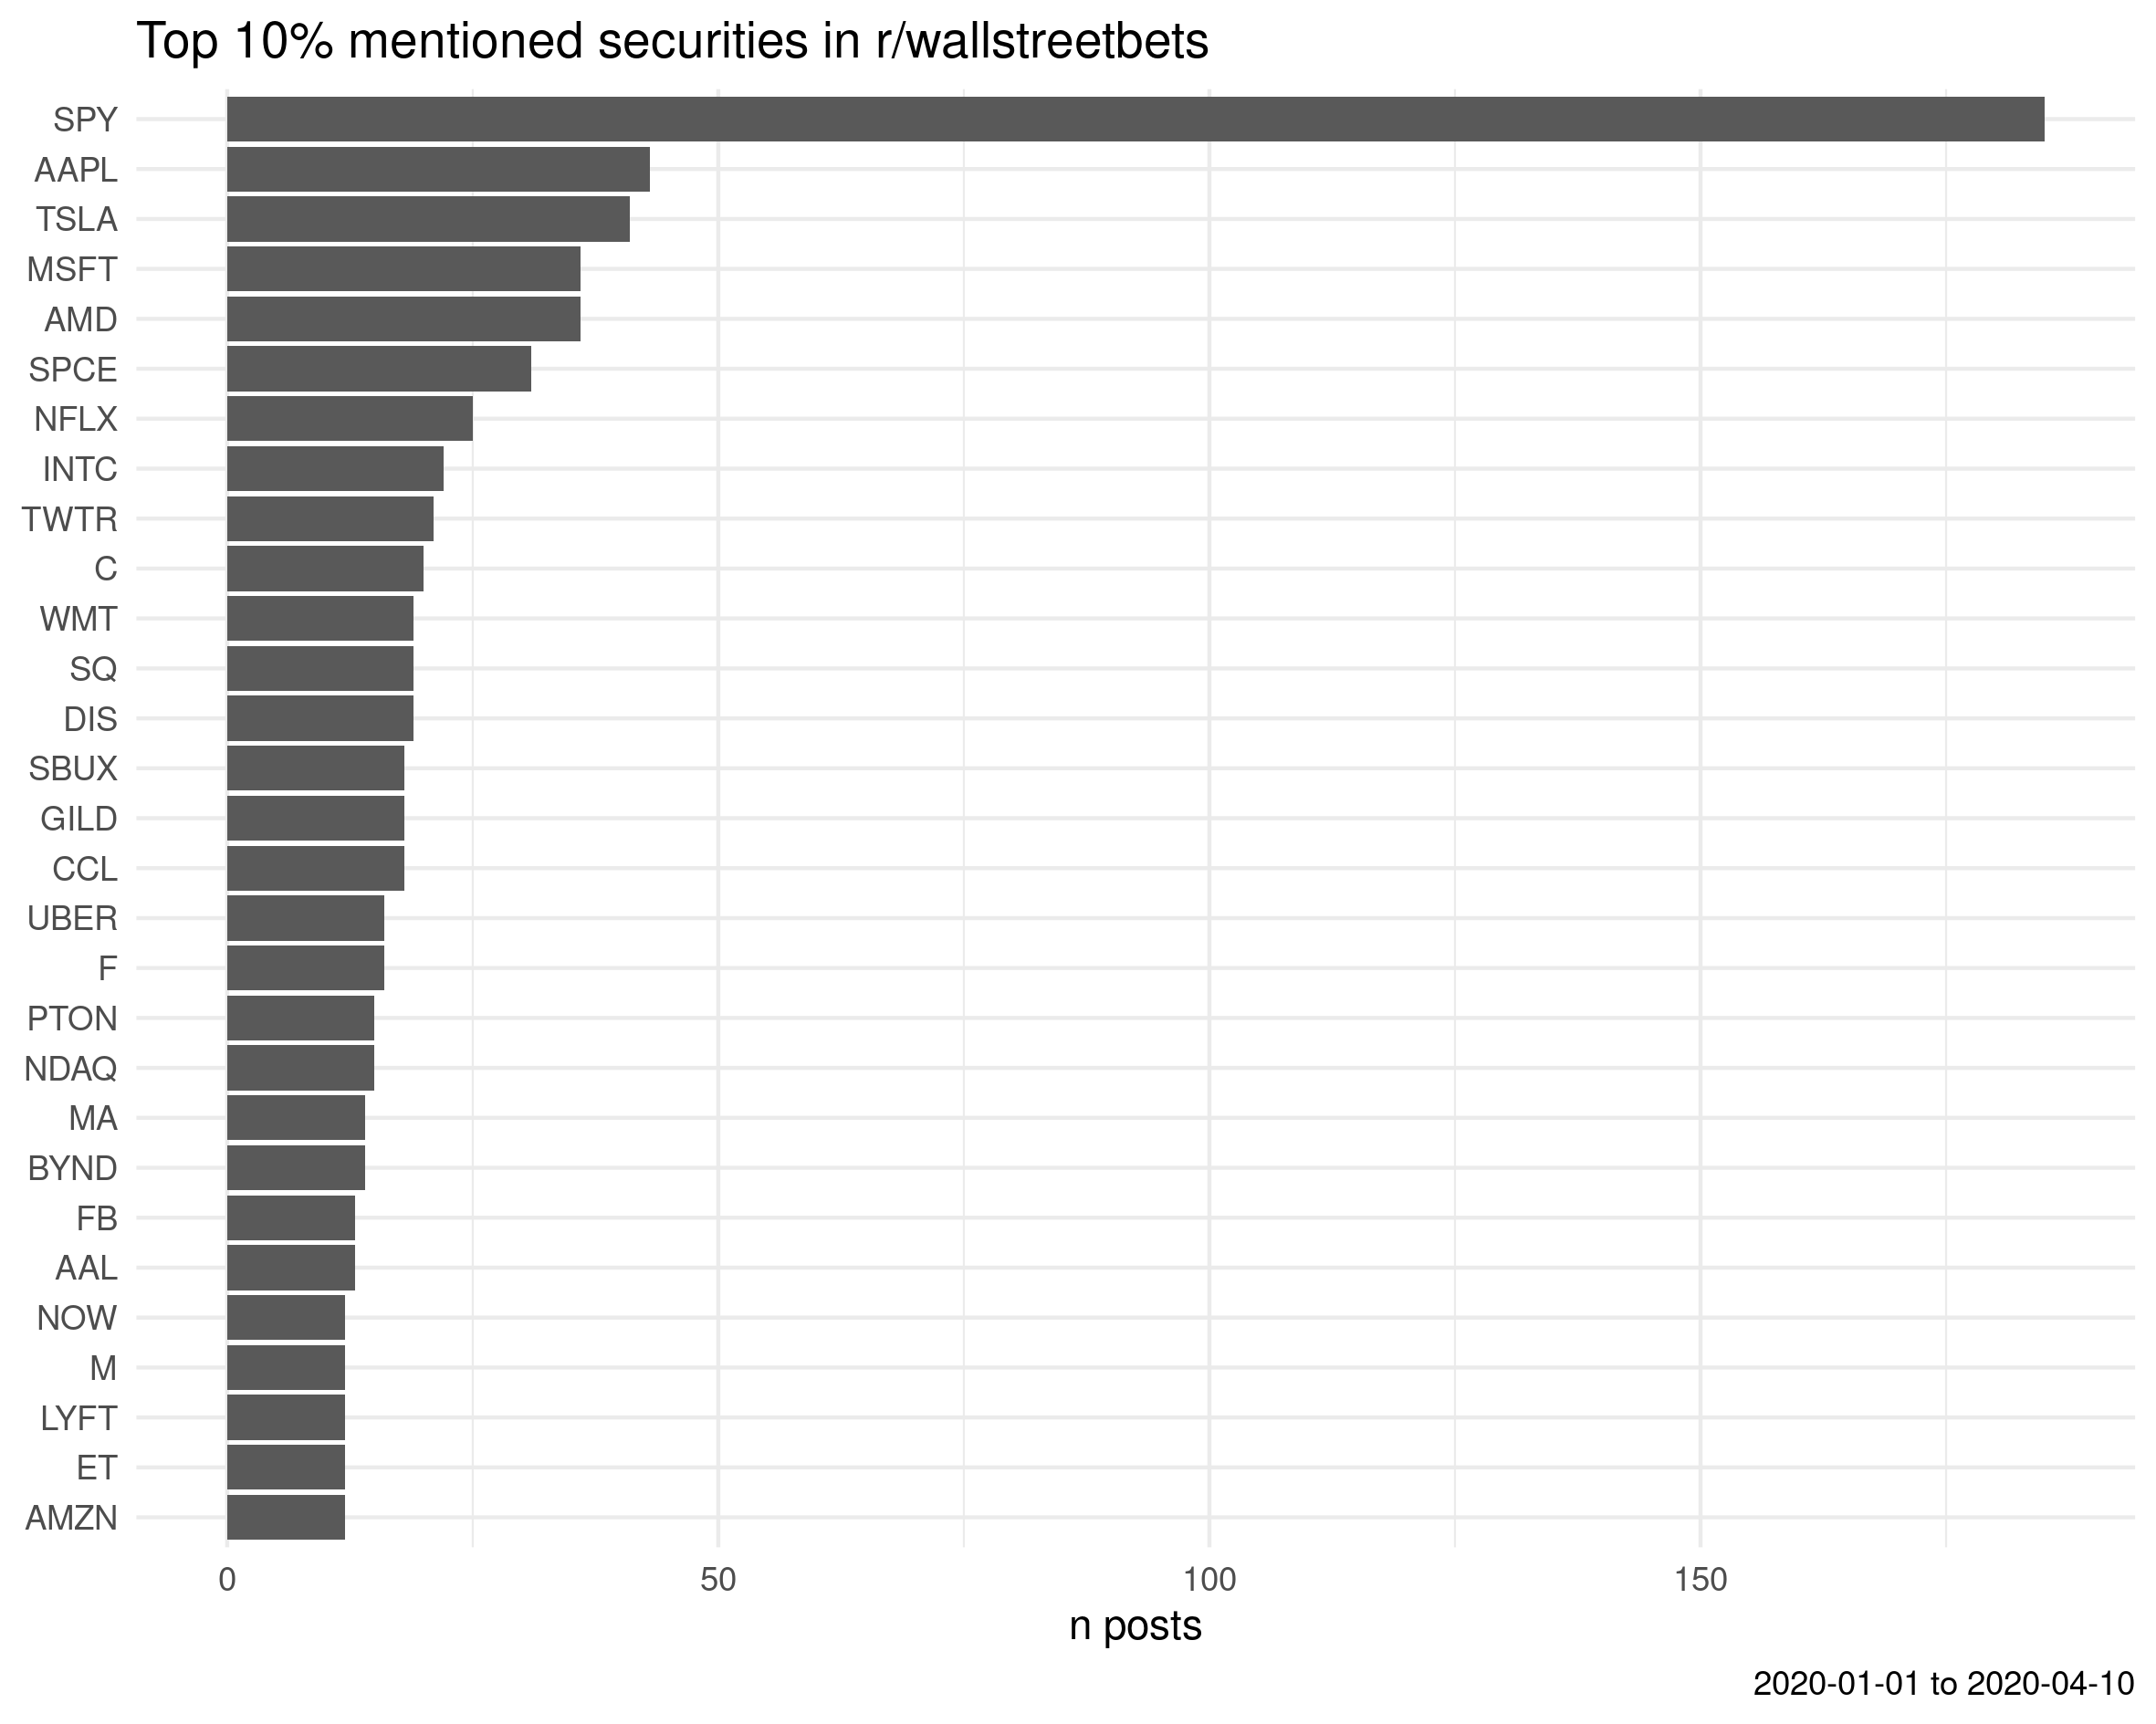 Top 10% mentioned securities in r/wallstreetbets
SPY
AAPL
TSLA
MSFT
AMD
SPCE
NFLX
INTC
TWTR
C
WMT
SQ
DIS
SBUX
GILD
CCL
UBER
F
PTON
NDAQ
MA
BYND
FB
AAL
NOW
M
LYFT
ET
AMZN
0 50 100 150
n posts
2020-01-01 to 2020-04-10